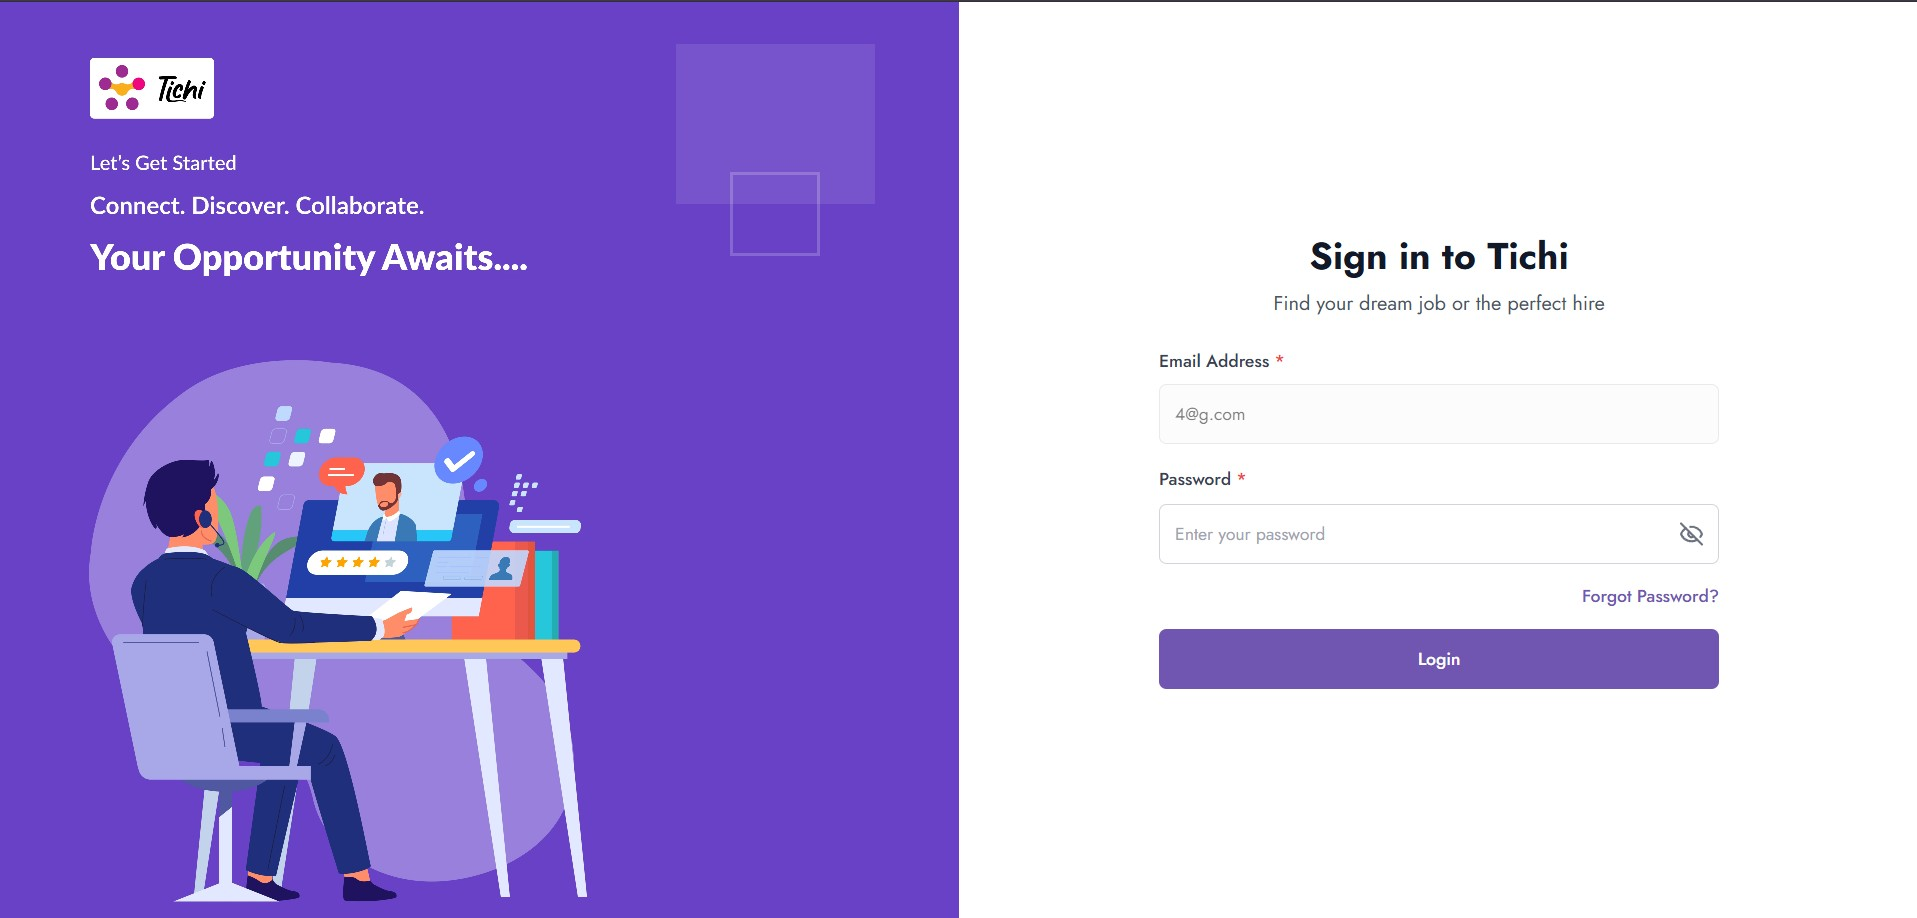 Tichi
Let's Get Started
Connect. Discover. Collaborate.
Your Opportunity Awaits....
Sign in to Tichi
Find your dream job or the perfect hire
Email Address *
4@g.com
Password *
Enter your password
Forgot Password?
Login